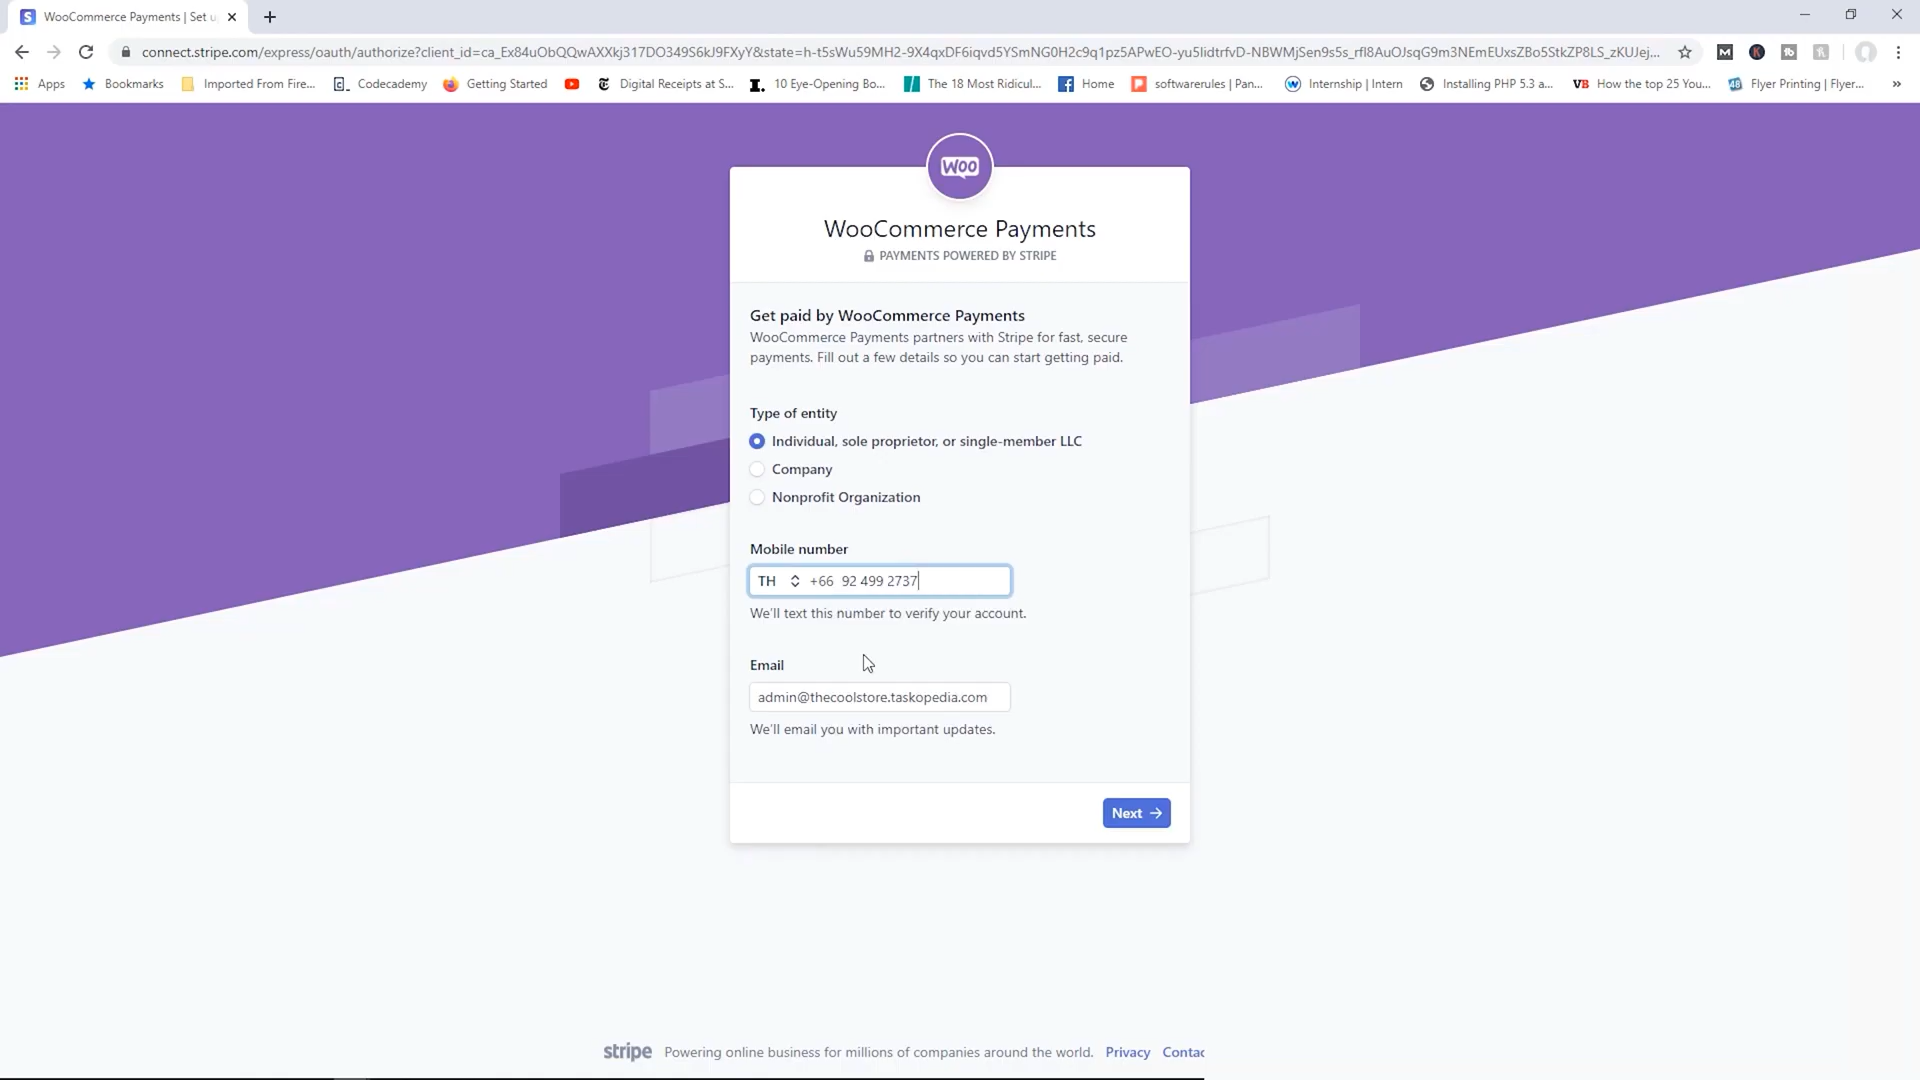 WooCommerce Payments | Set u
connect.stripe.com/express/oauth/authorize?client_id=ca_Ex84uObQQwAXXkj317DO349S6kJ9FXyY&state=h-t5sWu59MH2-9X4qxDF6iqvd5YSmNG0H2c9q1pz5APwEO-yu5IidtrfvD-NBWMjSen9s5s_rfl8AuOJsqG9m3NEmEUxsZBo5StkZP8LS_zKUJej...
Apps Bookmarks Imported From Fire... Codecademy Getting Started Digital Receipts at S... 10 Eye-Opening Bo... The 18 Most Ridicul... Home softwarerules | Pan... Internship | Intern Installing PHP 5.3 a... VB How the top 25 You... Flyer Printing | Flyer... »
WOO
WooCommerce Payments
PAYMENTS POWERED BY STRIPE
Get paid by WooCommerce Payments
WooCommerce Payments partners with Stripe for fast, secure
payments. Fill out a few details so you can start getting paid.
Type of entity
Individual, sole proprietor, or single-member LLC
Company
Nonprofit Organization
Mobile number
TH +66 92 499 2737
We'll text this number to verify your account.
Email
admin@thecoolstore.taskopedia.com
We'll email you with important updates.
Next →
stripe Powering online business for millions of companies around the world. Privacy Contac